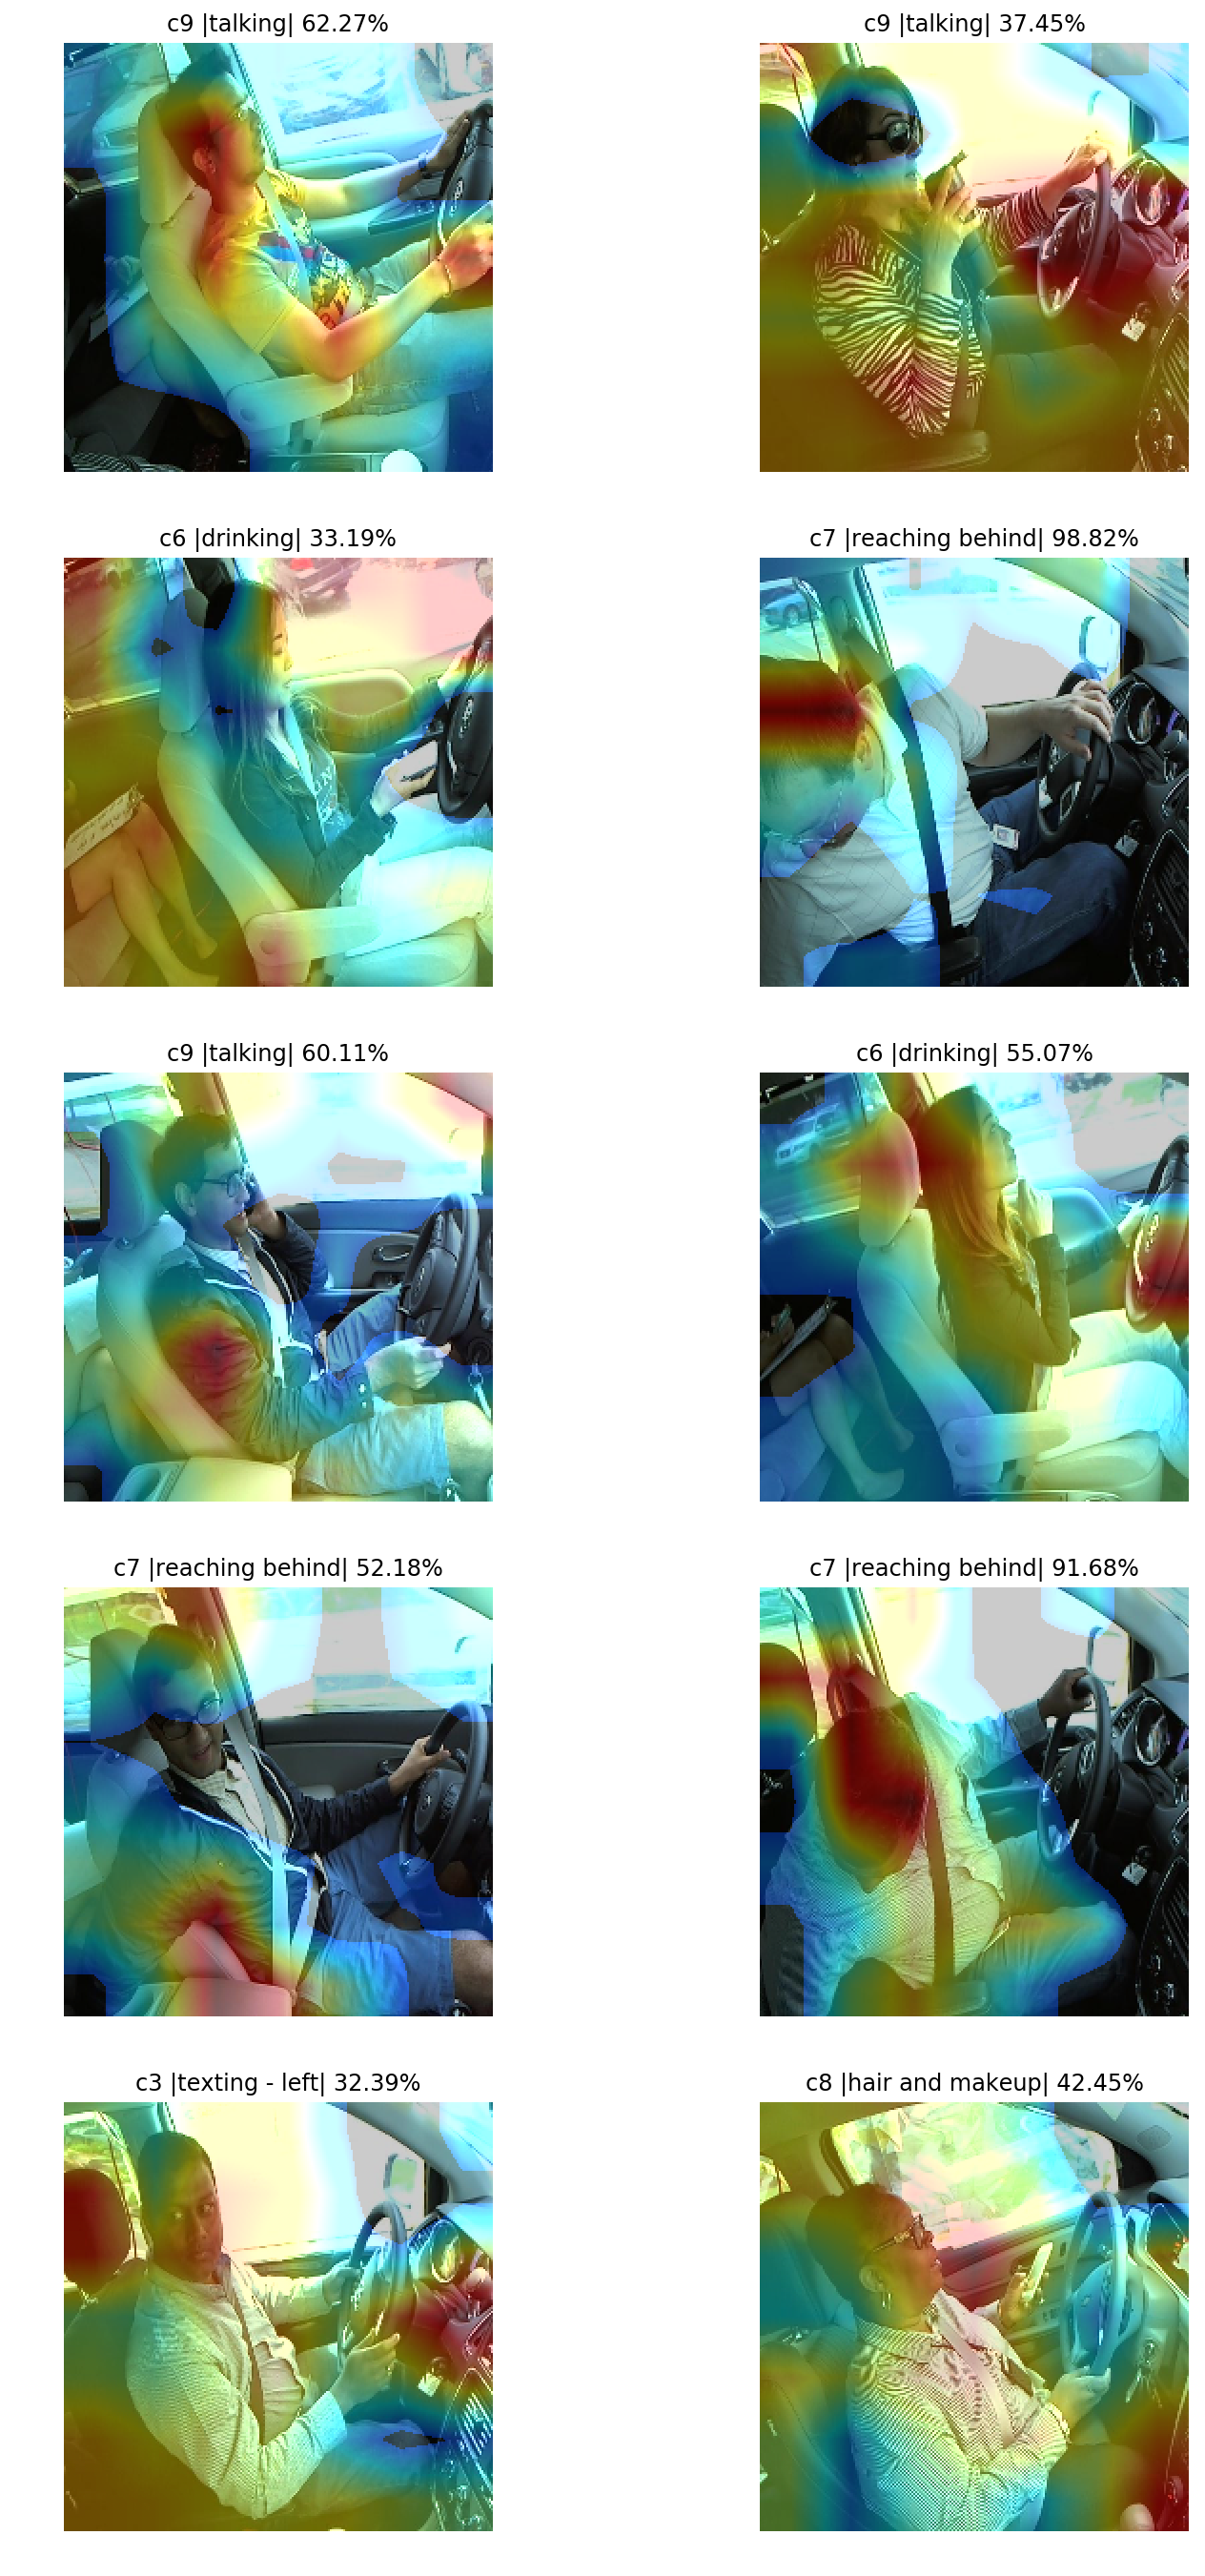 c9 |talking| 62.27%
c9 |talking| 37.45%
c6 |drinking| 33.19%
c7 |reaching behind| 98.82%
c9 |talking| 60.11%
c6 |drinking| 55.07%
c7 |reaching behind| 52.18%
c7 |reaching behind| 91.68%
c3 |texting - left| 32.39%
c8 |hair and makeup| 42.45%